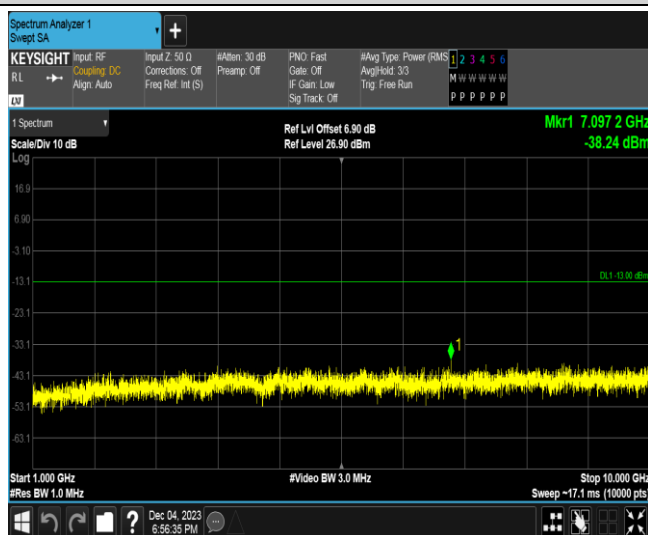 Spectrum Analyzer 1
Swept SA
+
KEYSIGHT Input: RF Input Z: 50 Ω #Atten: 30 dB PNO: Fast #Avg Type: Power (RMS 1 2 3 4 5 6
R L Coupling: DC Corrections: Off Preamp: Off Gate: Off Avg|Hold: 3/3 M W W W W W
Align: Auto Freq Ref: Int (S) IF Gain: Low Trig: Free Run
Sig Track: Off P P P P P P
LXI
1 Spectrum Ref Lvl Offset 6.90 dB Mkr1 7.097 2 GHz
Scale/Div 10 dB Ref Level 26.90 dBm -38.24 dBm
Log
16.9
6.90
-3.10
DL1 -13.00 dBm
-13.1
-23.1
-33.1
1
-43.1
-53.1
-63.1
Start 1.000 GHz #Video BW 3.0 MHz Stop 10.000 GHz
#Res BW 1.0 MHz Sweep ~17.1 ms (10000 pts)
? Dec 04, 2023
6:56:35 PM